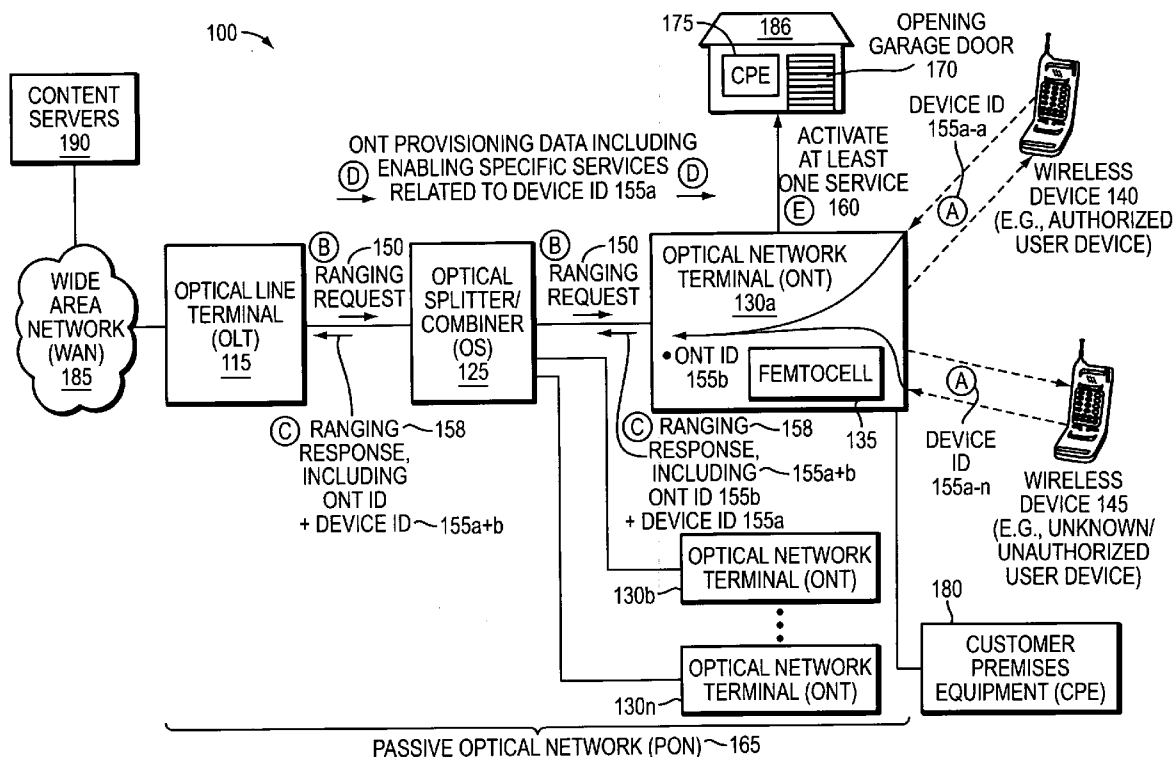 100
CONTENT
SERVERS
190
WIDE
AREA
NETWORK
(WAN)
185
OPTICAL LINE
TERMINAL
(OLT)
115
B
150
RANGING
REQUEST
C
RANGING
158
RESPONSE,
INCLUDING
ONT ID
+ DEVICE ID
155a+b
OPTICAL
SPLITTER/
COMBINER
(OS)
125
B
150
RANGING
REQUEST
C
RANGING
158
RESPONSE,
INCLUDING
155a+b
ONT ID 155b
+ DEVICE ID 155a
ONT PROVISIONING DATA INCLUDING
D
ENABLING SPECIFIC SERVICES
D
RELATED TO DEVICE ID 155a
175
186
CPE
OPENING
GARAGE DOOR
170
ACTIVATE
AT LEAST
ONE SERVICE
160
E
OPTICAL NETWORK
TERMINAL (ONT)
130a
• ONT ID
155b
FEMTOCELL
135
DEVICE ID
155a-a
A
WIRELESS
DEVICE 140
(E.G., AUTHORIZED
USER DEVICE)
A
DEVICE
ID
155a-n
WIRELESS
DEVICE 145
(E.G., UNKNOWN/
UNAUTHORIZED
USER DEVICE)
OPTICAL NETWORK
TERMINAL (ONT)
130b
OPTICAL NETWORK
TERMINAL (ONT)
130n
180
CUSTOMER
PREMISES
EQUIPMENT (CPE)
PASSIVE OPTICAL NETWORK (PON)
165